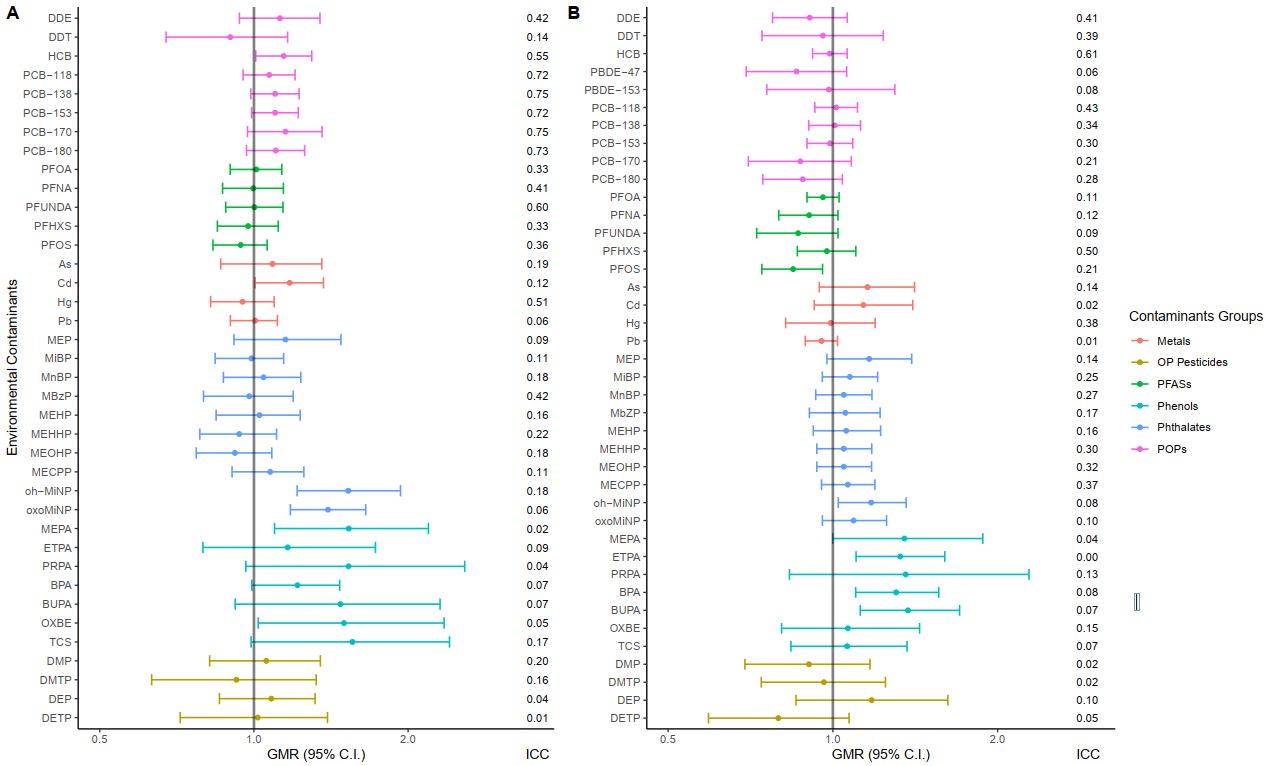 A
Environmental Contaminants
DDE 0.42
DDT 0.14
HCB 0.55
PCB−118 0.72
PCB−138 0.75
PCB−153 0.72
PCB−170 0.75
PCB−180 0.73
PFOA 0.33
PFNA 0.41
PFUNDA 0.60
PFHXS 0.33
PFOS 0.36
As 0.19
Cd 0.12
Hg 0.51
Pb 0.06
MEP 0.09
MiBP 0.11
MnBP 0.18
MBzP 0.42
MEHP 0.16
MEHHP 0.22
MEOHP 0.18
MECPP 0.11
oh−MiNP 0.18
oxoMiNP 0.06
MEPA 0.02
ETPA 0.09
PRPA 0.04
BPA 0.07
BUPA 0.07
OXBE 0.05
TCS 0.17
DMP 0.20
DMTP 0.16
DEP 0.04
DETP 0.01
0.5 1.0 2.0
GMR (95% C.I.) ICC
B
DDE 0.41
DDT 0.39
HCB 0.61
PBDE−47 0.06
PBDE−153 0.08
PCB−118 0.43
PCB−138 0.34
PCB−153 0.30
PCB−170 0.21
PCB−180 0.28
PFOA 0.11
PFNA 0.12
PFUNDA 0.09
PFHXS 0.50
PFOS 0.21
As 0.14
Cd 0.02
Hg 0.38
Pb 0.01
MEP 0.14
MiBP 0.25
MnBP 0.27
MbZP 0.17
MEHP 0.16
MEHHP 0.30
MEOHP 0.32
MECPP 0.37
oh−MiNP 0.08
oxoMiNP 0.10
MEPA 0.04
ETPA 0.00
PRPA 0.13
BPA 0.08
BUPA 0.07
OXBE 0.15
TCS 0.07
DMP 0.02
DMTP 0.02
DEP 0.10
DETP 0.05
0.5 1.0 2.0
GMR (95% C.I.) ICC
Contaminants Groups
Metals
OP Pesticides
PFASs
Phenols
Phthalates
POPs